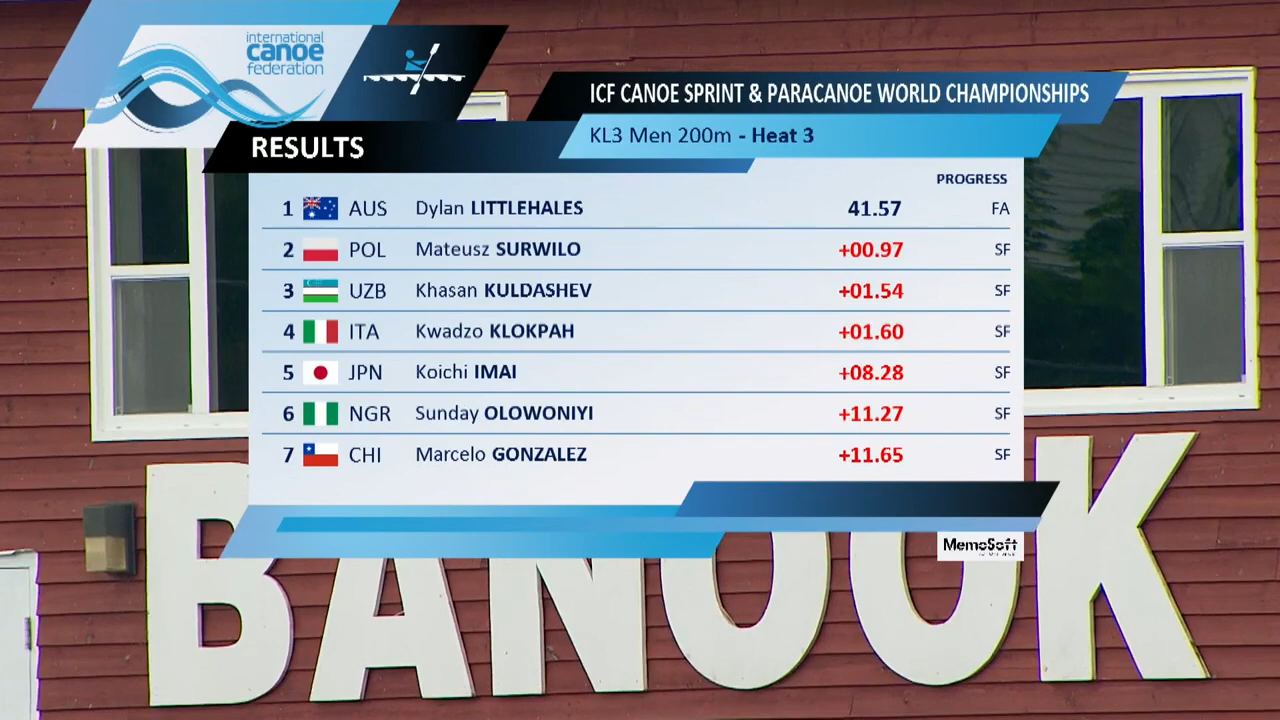 international
canoe
federation
ICF CANOE SPRINT & PARACANOE WORLD CHAMPIONSHIPS
KL3 Men 200m - Heat 3
RESULTS
PROGRESS
1 AUS Dylan LITTLEHALES 41.57 FA
2 POL Mateusz SURWILO +00.97 SF
3 UZB Khasan KULDASHEV +01.54 SF
4 ITA Kwadzo KLOKPAH +01.60 SF
5 JPN Koichi IMAI +08.28 SF
6 NGR Sunday OLOWONIYI +11.27 SF
7 CHI Marcelo GONZALEZ +11.65 SF
MemoSoft
BANOOK